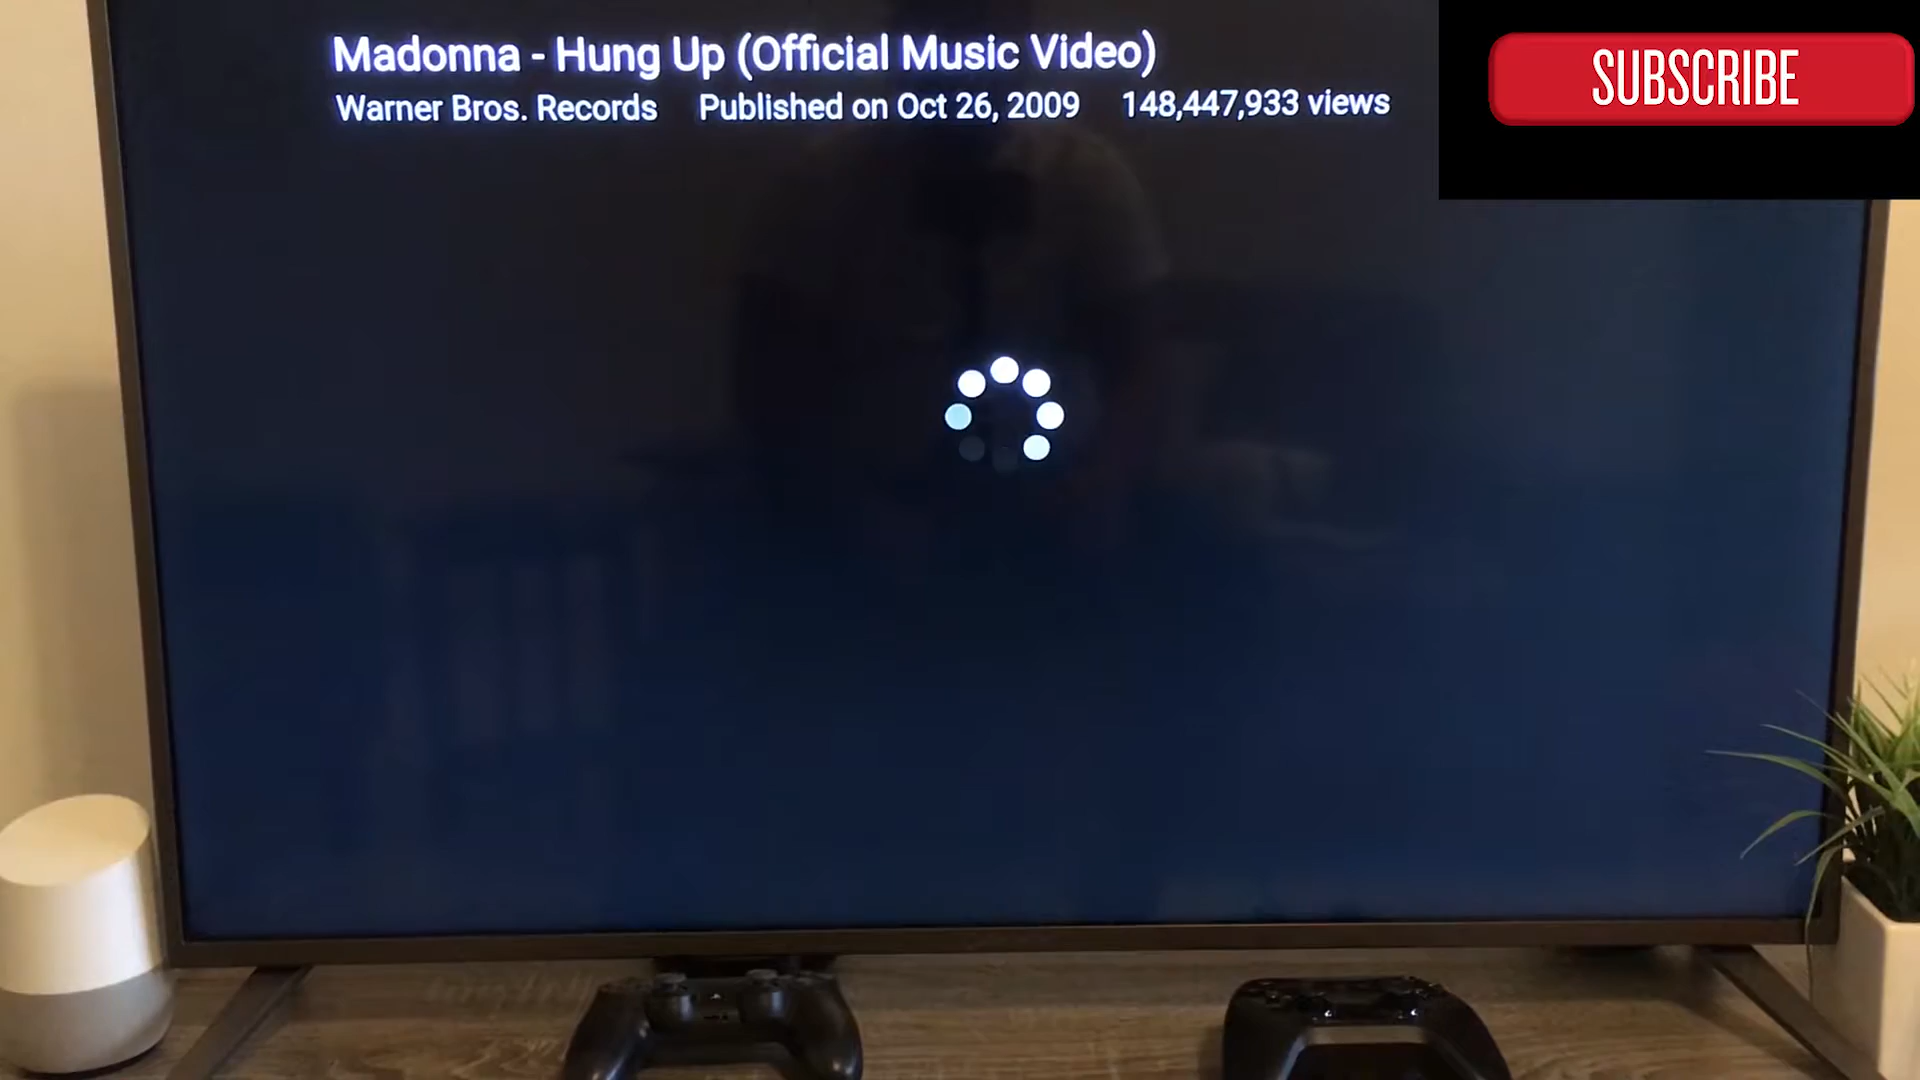 Madonna - Hung Up (Official Music Video)
Warner Bros. Records Published on Oct 26, 2009 148,447,933 views
SUBSCRIBE